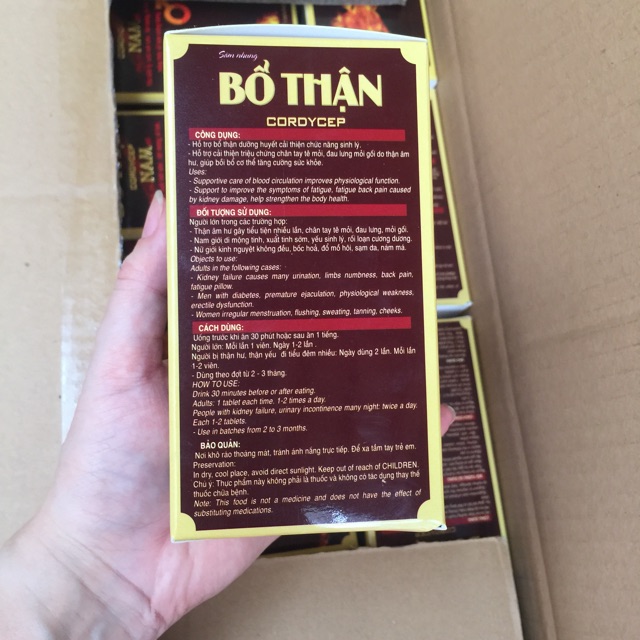 Sâm nhung
BỔ THẬN
CORDYCEP
CÔNG DỤNG:
- Hỗ trợ bổ thận dưỡng huyết cải thiện chức năng sinh lý.
- Hỗ trợ cải thiện triệu chứng chân tay tê mỏi, đau lưng mỏi gối do thận âm
hư, giúp bồi bổ cơ thể tăng cường sức khỏe.
Uses:
- Supportive care of blood circulation improves physiological function.
- Support to improve the symptoms of fatigue, fatigue back pain caused
by kidney damage, help strengthen the body health.
ĐỐI TƯỢNG SỬ DỤNG:
Người lớn trong các trường hợp:
- Thận âm hư gây tiểu tiện nhiều lần, chân tay tê mỏi, đau lưng, mỏi gối.
- Nam giới di mộng tinh, xuất tinh sớm, yếu sinh lý, rối loạn cương dương.
- Nữ giới kinh nguyệt không đều, bốc hoả, đổ mồ hôi, sạm da, nám má.
Objects to use:
Adults in the following cases:
- Kidney failure causes many urination, limbs numbness, back pain,
fatigue pillow.
- Men with diabetes, premature ejaculation, physiological weakness,
erectile dysfunction.
- Women irregular menstruation, flushing, sweating, tanning, cheeks.
CÁCH DÙNG:
Uống trước khi ăn 30 phút hoặc sau ăn 1 tiếng.
Người lớn: Mỗi lần 1 viên. Ngày 1-2 lần .
Người bị thận hư, thận yếu đi tiểu đêm nhiều: Ngày dùng 2 lần. Mỗi lần
1-2 viên.
- Dùng theo đợt từ 2 - 3 tháng.
HOW TO USE:
Drink 30 minutes before or after eating.
Adults: 1 tablet each time. 1-2 times a day.
People with kidney failure, urinary incontinence many night: twice a day.
Each 1-2 tablets.
- Use in batches from 2 to 3 months.
BẢO QUẢN:
Nơi khô ráo thoáng mát, tránh ánh nắng trực tiếp. Để xa tầm tay trẻ em.
Preservation:
In dry, cool place, avoid direct sunlight. Keep out of reach of CHILDREN.
Chú ý: Thực phẩm này không phải là thuốc và không có tác dụng thay thế
thuốc chữa bệnh.
Note: This food is not a medicine and does not have the effect of
substituting medications.
CORDYCEP
NAM
CORDYCEP
NAM